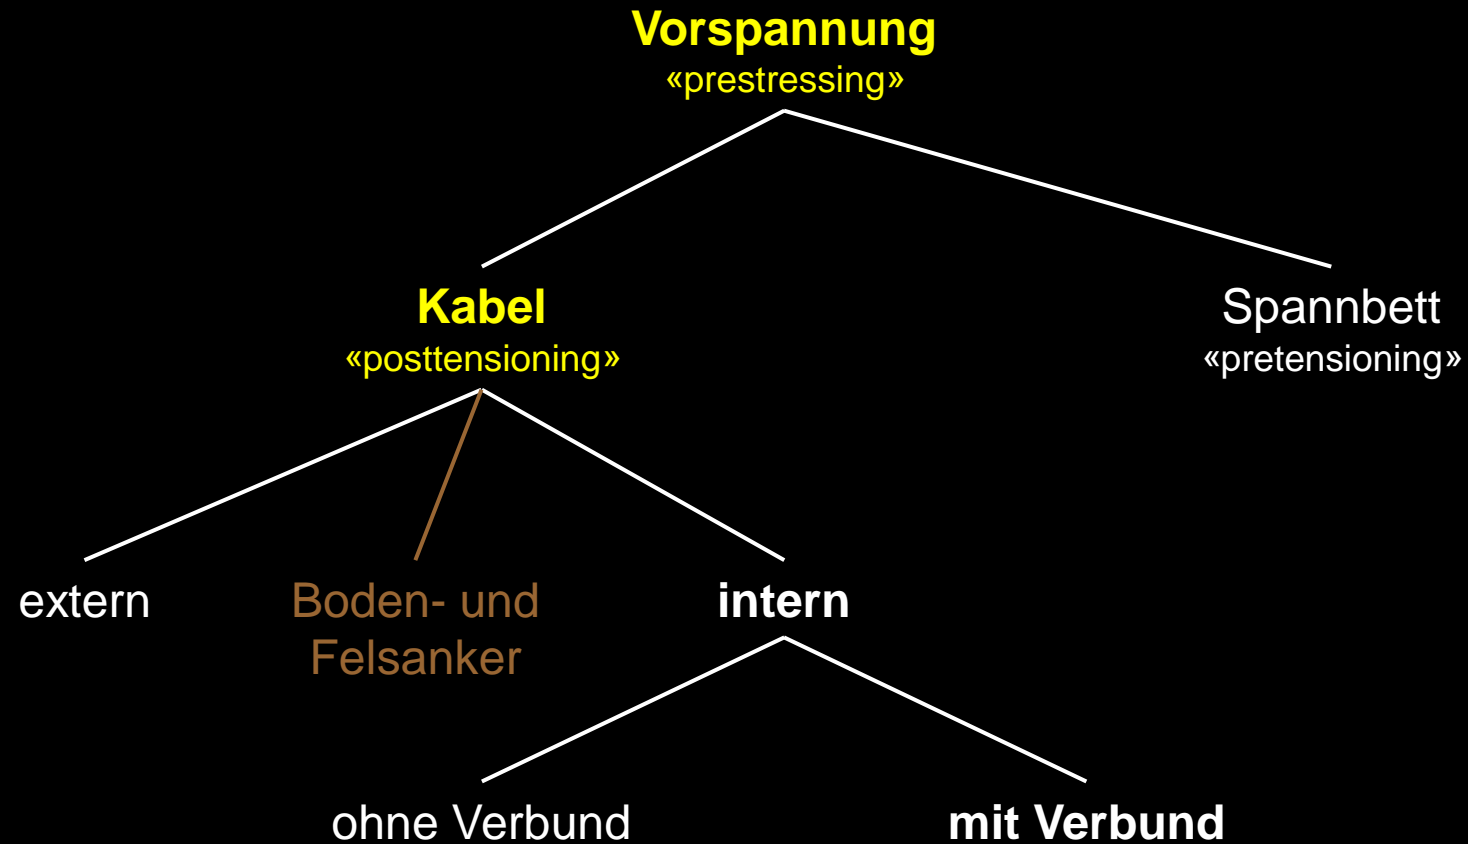 Vorspannung
«prestressing»
Kabel
«posttensioning»
Spannbett
«pretensioning»
extern
Boden- und
Felsanker
intern
ohne Verbund
mit Verbund